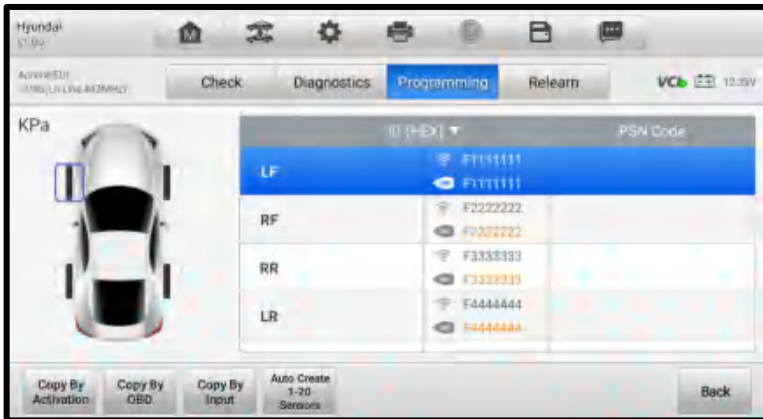 Hyundai
Check
Diagnostics
Programming
Relearn
VCI
KPa
ID (HEX) ▼
PSN Code
LF
F1111111
F1111111
RF
F2222222
F2222222
RR
F3333333
F3333333
LR
F4444444
F4444444
Copy By
Activation
Copy By
OBD
Copy By
Input
Auto Create
1-20
Sensors
Back